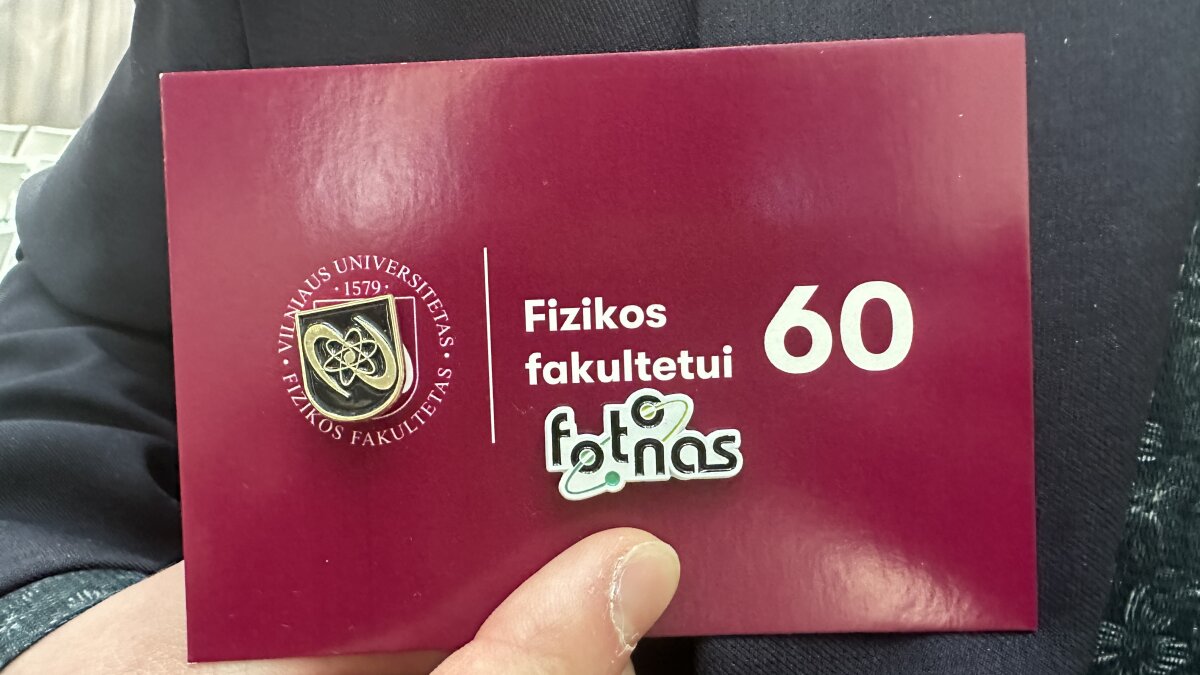 VILNIAUS UNIVERSITETAS
· 1579 ·
· FIZIKOS FAKULTETAS ·
Fizikos
fakultetui
60
fotonas